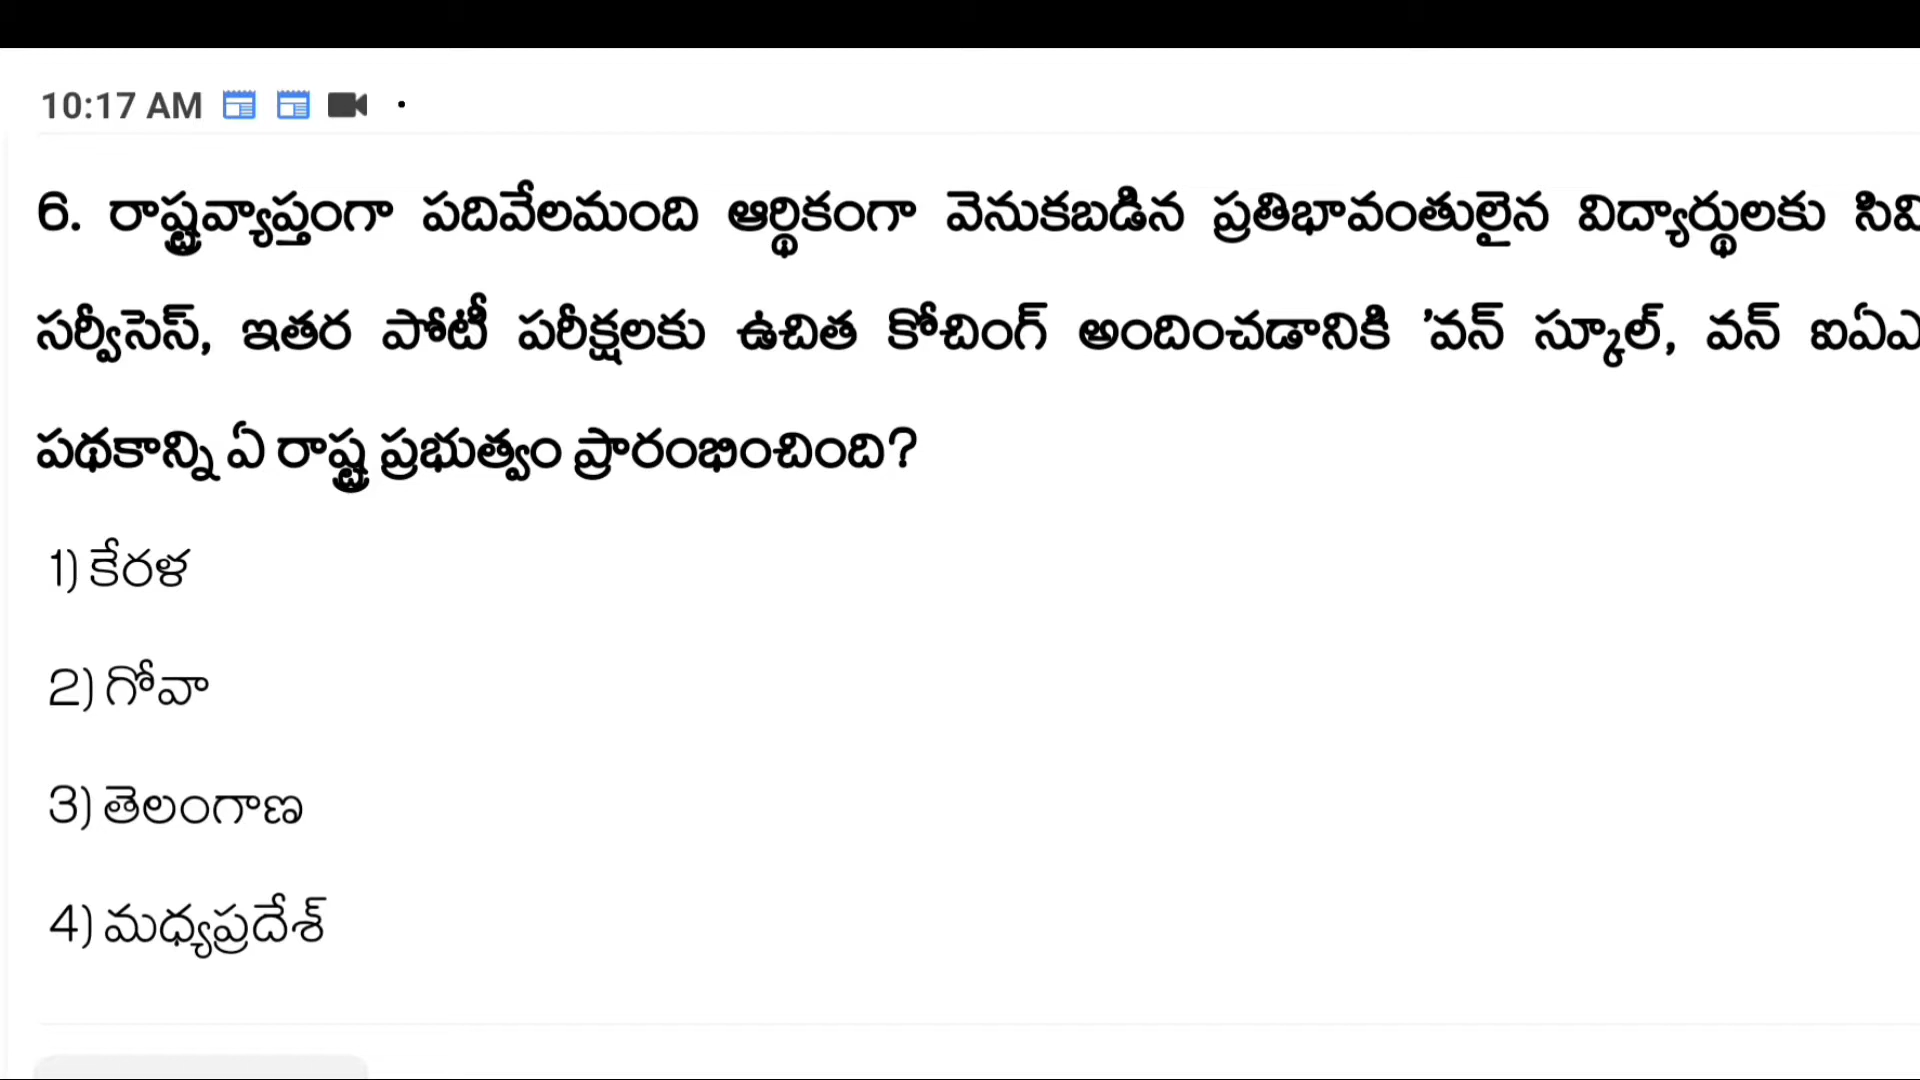 10:17 AM
6. రాష్ట్రవ్యాప్తంగా పదివేలమంది ఆర్థికంగా వెనుకబడిన ప్రతిభావంతులైన విద్యార్థులకు
సర్వీసెస్, ఇతర పోటీ పరీక్షలకు ఉచిత కోచింగ్ అందించడానికి 'వన్ స్కూల్, వన్
పథకాన్ని ఏ రాష్ట్ర ప్రభుత్వం ప్రారంభించింది?
1) కేరళ
2) గోవా
3) తెలంగాణ
4) మధ్యప్రదేశ్